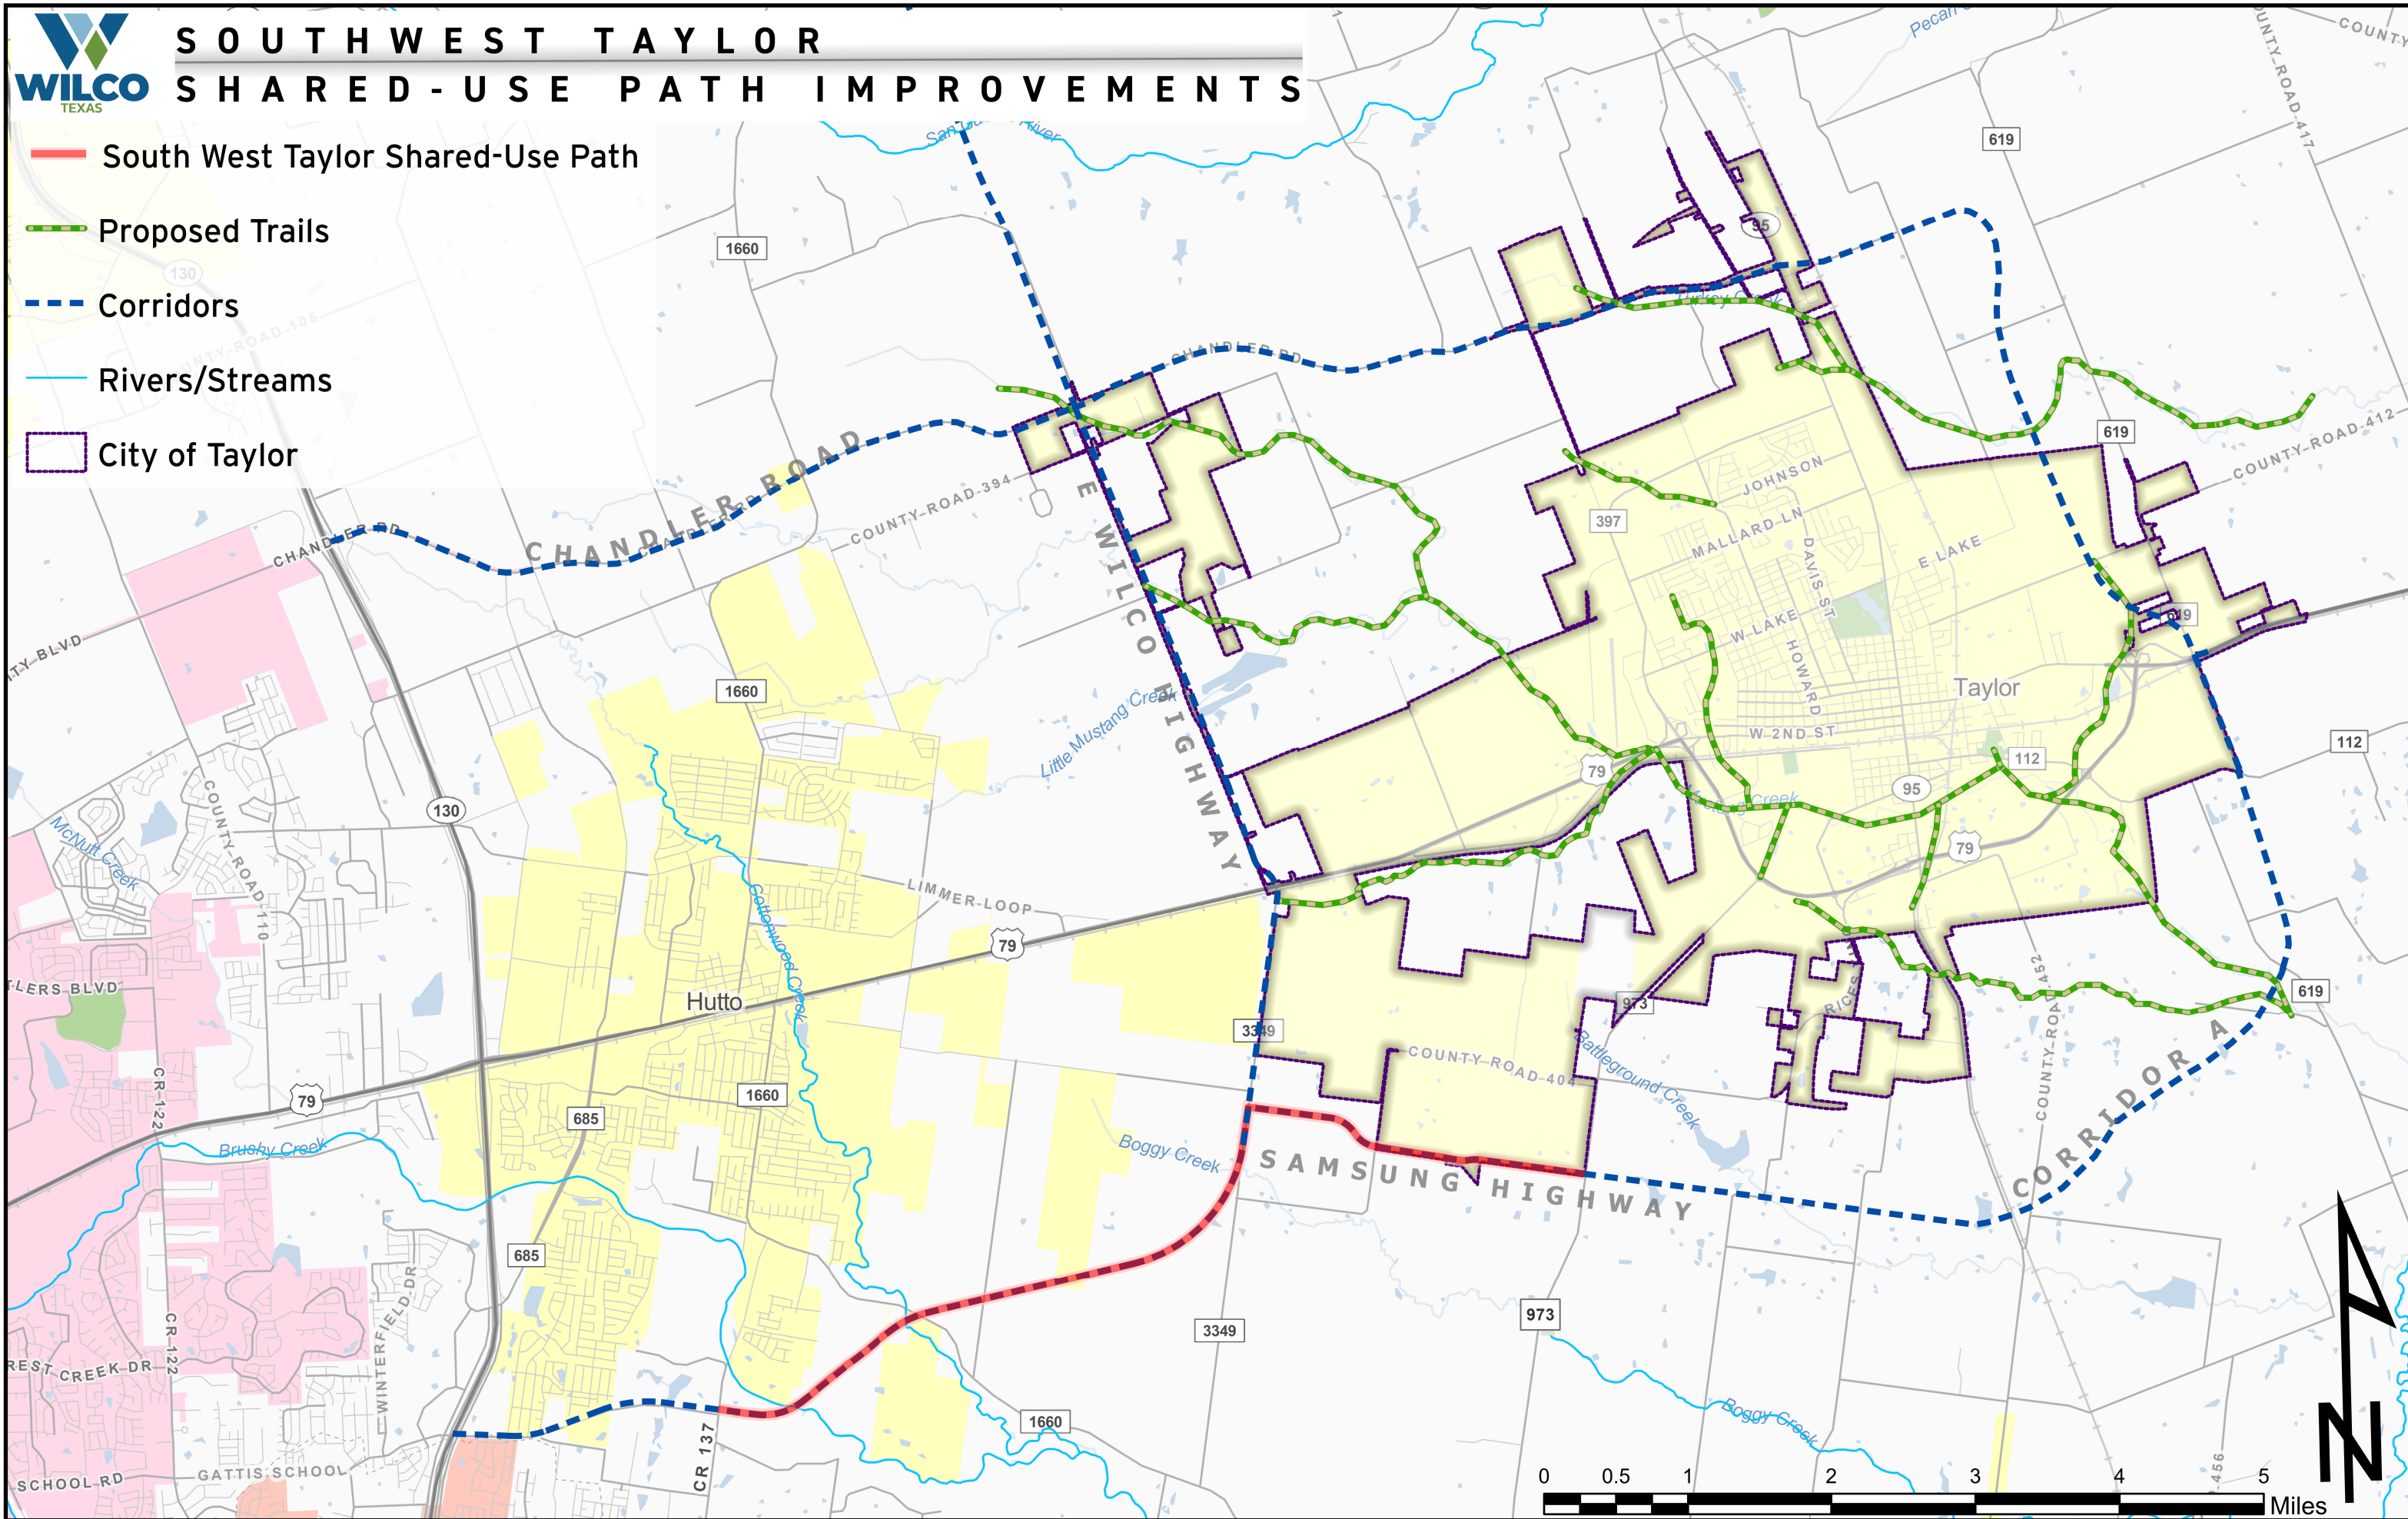 WILCO
TEXAS
SOUTHWEST TAYLOR
SHARED-USE PATH IMPROVEMENTS
South West Taylor Shared-Use Path
Proposed Trails
Corridors
Rivers/Streams
City of Taylor
130
COUNTY-ROAD-105
1660
619
95
COUNTY-ROAD-417
Turkey Creek
CHANDLER RD
CHANDLER ROAD
COUNTY-ROAD-394
CHANDLER RD
619
COUNTY-ROAD-412
397
JOHNSON
MALLARD LN
DAVIS ST
E LAKE
W LAKE
HOWARD
Taylor
W 2ND ST
E WILCO HIGHWAY
1660
Little Mustang Creek
79
112
112
95
79
McNutt Creek
COUNTY-ROAD-110
130
Cottonwood Creek
LIMMER-LOOP
79
Hutto
973
COUNTY-ROAD-452
619
3349
COUNTY-ROAD-404
Battleground Creek
CORRIDOR A
CR-122
79
685
1660
Brushy Creek
Boggy Creek
SAMSUNG HIGHWAY
685
WINTERFIELD-DR
CR-122
3349
973
1660
Boggy Creek
CR 137
GATTIS SCHOOL
SCHOOL RD
N
0 0.5 1 2 3 4 5
Miles